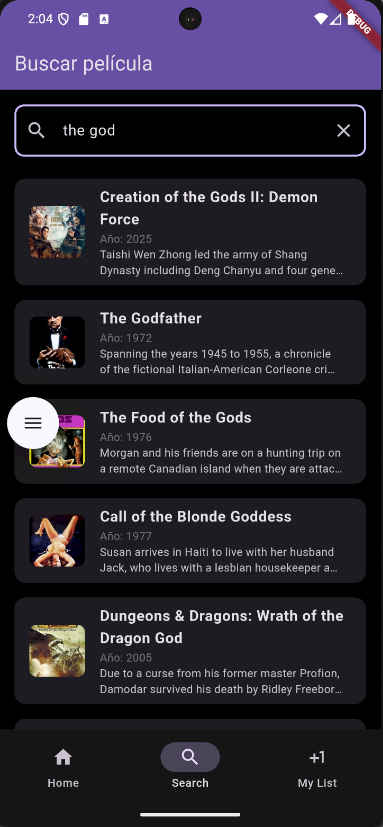 2:04
DEBUG
Buscar película
the god
Creation of the Gods II: Demon
Force
Año: 2025
Taishi Wen Zhong led the army of Shang
Dynasty including Deng Chanyu and four gene...
The Godfather
Año: 1972
Spanning the years 1945 to 1955, a chronicle
of the fictional Italian-American Corleone cri...
The Food of the Gods
Año: 1976
Morgan and his friends are on a hunting trip on
a remote Canadian island when they are attac...
Call of the Blonde Goddess
Año: 1977
Susan arrives in Haiti to live with her husband
Jack, who lives with a lesbian housekeeper a...
Dungeons & Dragons: Wrath of the
Dragon God
Año: 2005
Due to a curse from his former master Profion,
Damodar survived his death by Ridley Freebor...
+1
Home
Search
My List